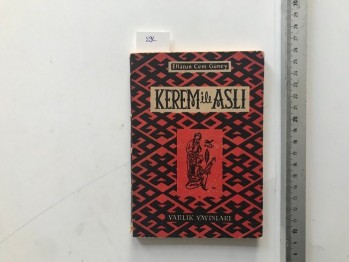 Eflatun Cem Güney
KEREM ile ASLI
VARLIK YAYINLARI